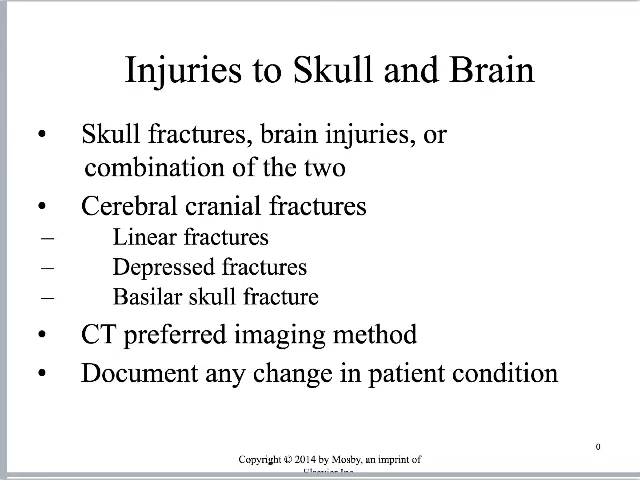 Injuries to Skull and Brain
• Skull fractures, brain injuries, or
combination of the two
• Cerebral cranial fractures
– Linear fractures
– Depressed fractures
– Basilar skull fracture
• CT preferred imaging method
• Document any change in patient condition
0
Copyright © 2014 by Mosby, an imprint of
Elsevier Inc.